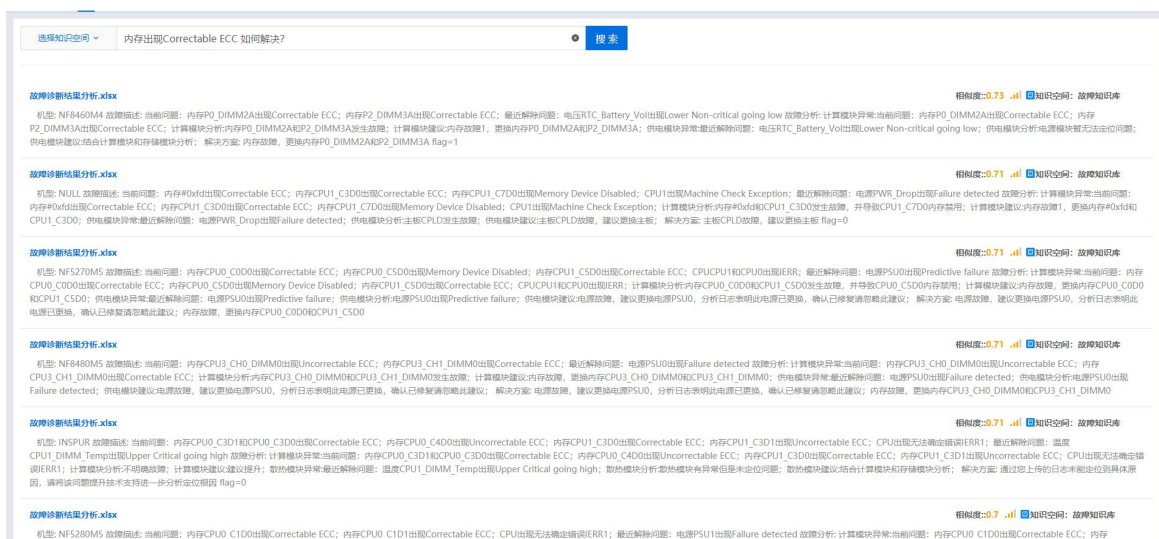 选择知识空间
内存出现Correctable ECC 如何解决?
搜 索
故障诊断结果分析.xlsx
相似度::0.73 知识空间：故障知识库
机型: NF8460M4 故障描述: 当前问题：内存P0_DIMM2A出现Correctable ECC；内存P2_DIMM3A出现Correctable ECC；最近解除问题：电压RTC_Battery_Vol出现Lower Non-critical going low 故障分析: 计算模块异常:当前问题：内存P0_DIMM2A出现Correctable ECC；内存
P2_DIMM3A出现Correctable ECC；计算模块分析:内存P0_DIMM2A和P2_DIMM3A发生故障；计算模块建议:内存故障1，更换内存P0_DIMM2A和P2_DIMM3A；供电模块异常:最近解除问题：电压RTC_Battery_Vol出现Lower Non-critical going low；供电模块分析:电源模块暂无法定位问题；
供电模块建议:结合计算模块和存储模块分析； 解决方案: 内存故障，更换内存P0_DIMM2A和P2_DIMM3A flag=1
故障诊断结果分析.xlsx
相似度::0.71 知识空间：故障知识库
机型: NULL 故障描述: 当前问题：内存#0xfd出现Correctable ECC；内存CPU1_C3D0出现Correctable ECC；内存CPU1_C7D0出现Memory Device Disabled；CPU1出现Machine Check Exception；最近解除问题：电源PWR_Drop出现Failure detected 故障分析: 计算模块异常:当前问题：
内存#0xfd出现Correctable ECC；内存CPU1_C3D0出现Correctable ECC；内存CPU1_C7D0出现Memory Device Disabled；CPU1出现Machine Check Exception；计算模块分析:内存#0xfd和CPU1_C3D0发生故障，并导致CPU1_C7D0内存禁用；计算模块建议:内存故障1，更换内存#0xfd和
CPU1_C3D0；供电模块异常:最近解除问题：电源PWR_Drop出现Failure detected；供电模块分析:主板CPLD发生故障；供电模块建议:主板CPLD故障，建议更换主板； 解决方案: 主板CPLD故障，建议更换主板 flag=0
故障诊断结果分析.xlsx
相似度::0.71 知识空间：故障知识库
机型: NF5270M5 故障描述: 当前问题：内存CPU0_C0D0出现Correctable ECC；内存CPU0_C5D0出现Memory Device Disabled；内存CPU1_C5D0出现Correctable ECC；CPUCPU1和CPU0出现IERR；最近解除问题：电源PSU0出现Predictive failure 故障分析: 计算模块异常:当前问题：内存
CPU0_C0D0出现Correctable ECC；内存CPU0_C5D0出现Memory Device Disabled；内存CPU1_C5D0出现Correctable ECC；CPUCPU1和CPU0出现IERR；计算模块分析:内存CPU0_C0D0和CPU1_C5D0发生故障，并导致CPU0_C5D0内存禁用；计算模块建议:内存故障，更换内存CPU0_C0D0
和CPU1_C5D0；供电模块异常:最近解除问题：电源PSU0出现Predictive failure；供电模块分析:电源PSU0出现Predictive failure；供电模块建议:电源故障，建议更换电源PSU0，分析日志表明此电源已更换，确认已修复请忽略此建议； 解决方案: 电源故障，建议更换电源PSU0，分析日志表明此
电源已更换，确认已修复请忽略此建议；内存故障，更换内存CPU0_C0D0和CPU1_C5D0
故障诊断结果分析.xlsx
相似度::0.71 知识空间：故障知识库
机型: NF8480M5 故障描述: 当前问题：内存CPU3_CH0_DIMM0出现Uncorrectable ECC；内存CPU3_CH1_DIMM0出现Correctable ECC；最近解除问题：电源PSU0出现Failure detected 故障分析: 计算模块异常:当前问题：内存CPU3_CH0_DIMM0出现Uncorrectable ECC；内存
CPU3_CH1_DIMM0出现Correctable ECC；计算模块分析:内存CPU3_CH0_DIMM0和CPU3_CH1_DIMM0发生故障；计算模块建议:内存故障，更换内存CPU3_CH0_DIMM0和CPU3_CH1_DIMM0；供电模块异常:最近解除问题：电源PSU0出现Failure detected；供电模块分析:电源PSU0出现
Failure detected；供电模块建议:电源故障，建议更换电源PSU0，分析日志表明此电源已更换，确认已修复请忽略此建议； 解决方案: 电源故障，建议更换电源PSU0，分析日志表明此电源已更换，确认已修复请忽略此建议；内存故障，更换内存CPU3_CH0_DIMM0和CPU3_CH1_DIMM0
故障诊断结果分析.xlsx
相似度::0.71 知识空间：故障知识库
机型: INSPUR 故障描述: 当前问题：内存CPU0_C3D1和CPU0_C3D0出现Correctable ECC；内存CPU0_C4D0出现Uncorrectable ECC；内存CPU1_C3D0出现Correctable ECC；内存CPU1_C3D1出现Uncorrectable ECC；CPU出现无法确定错误IERR1；最近解除问题：温度
CPU1_DIMM_Temp出现Upper Critical going high 故障分析: 计算模块异常:当前问题：内存CPU0_C3D1和CPU0_C3D0出现Correctable ECC；内存CPU0_C4D0出现Uncorrectable ECC；内存CPU1_C3D0出现Correctable ECC；内存CPU1_C3D1出现Uncorrectable ECC；CPU出现无法确定错
误IERR1；计算模块分析:不明确故障；计算模块建议:建议提升；散热模块异常:最近解除问题：温度CPU1_DIMM_Temp出现Upper Critical going high；散热模块分析:散热模块有异常但是未定位问题；散热模块建议:结合计算模块和存储模块分析； 解决方案: 通过您上传的日志未能定位到具体原
因，请将该问题提升技术支持进一步分析定位根因 flag=0
故障诊断结果分析.xlsx
相似度::0.7 知识空间：故障知识库
机型: NF5280M5 故障描述: 当前问题：内存CPU0_C1D0出现Correctable ECC；内存CPU0_C1D1出现Correctable ECC；CPU出现无法确定错误IERR1；最近解除问题：电源PSU1出现Failure detected 故障分析: 计算模块异常:当前问题：内存CPU0_C1D0出现Correctable ECC；内存